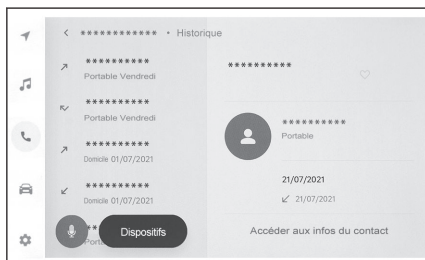 ************ • Historique
**********
Portable Vendredi
**********
Portable Vendredi
**********
Domicile 01/07/2021
**********
Domicile 01/07/2021
**
Dispositifs
**********
**********
Portable
21/07/2021
21/07/2021
Accéder aux infos du contact